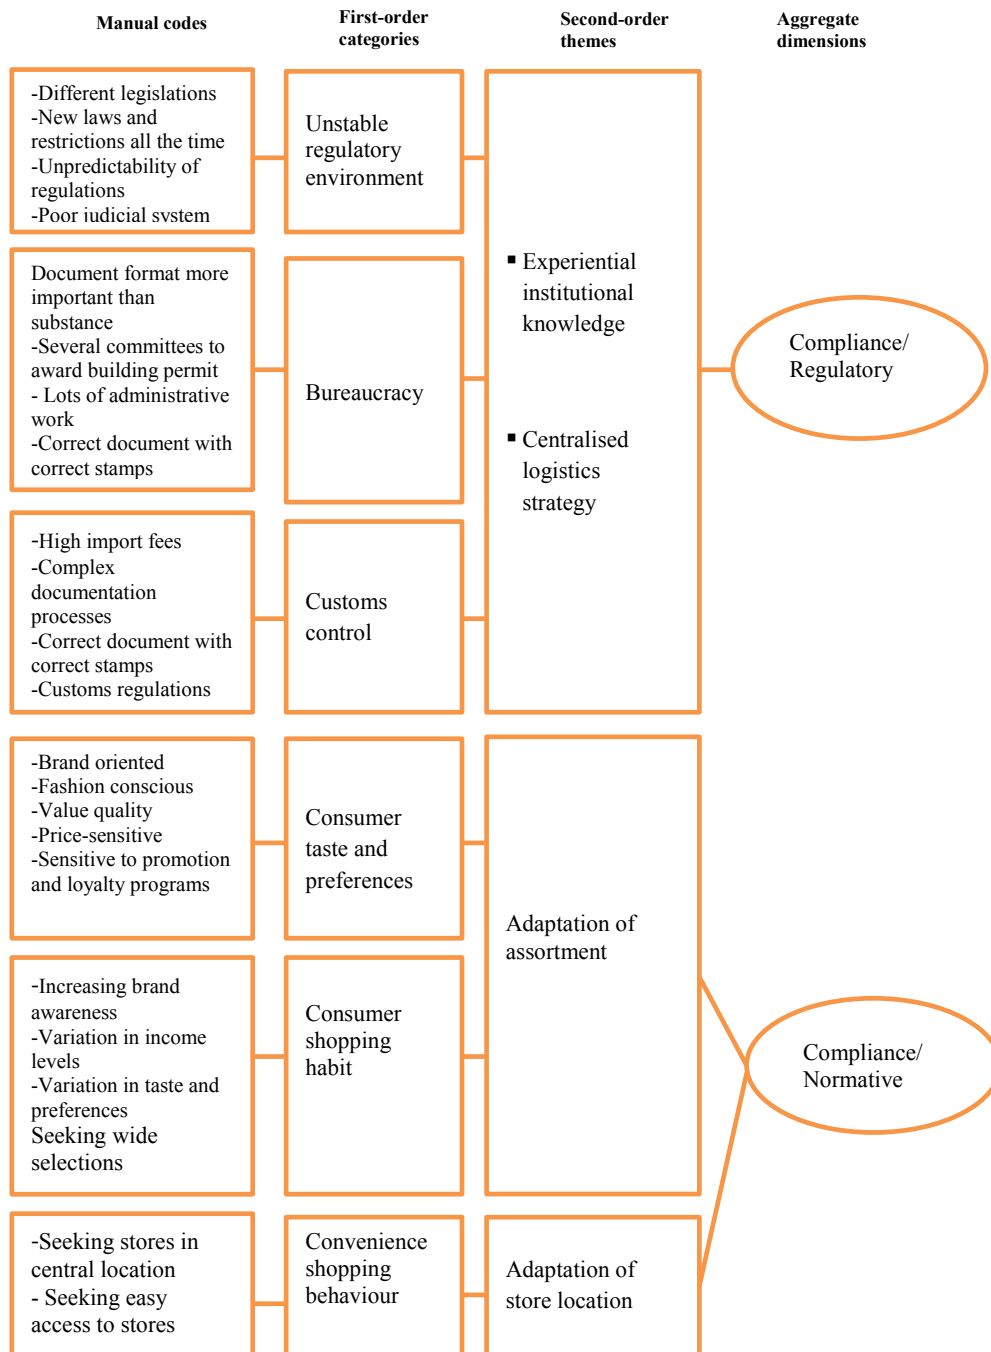 Manual codes
First-order
categories
Second-order
themes
Aggregate
dimensions
-Different legislations
-New laws and
restrictions all the time
-Unpredictability of
regulations
-Poor judicial system
Unstable
regulatory
environment
Document format more
important than
substance
-Several committees to
award building permit
- Lots of administrative
work
-Correct document with
correct stamps
Bureaucracy
-High import fees
-Complex
documentation
processes
-Correct document with
correct stamps
-Customs regulations
Customs
control
▪ Experiential
institutional
knowledge
▪ Centralised
logistics
strategy
Compliance/
Regulatory
-Brand oriented
-Fashion conscious
-Value quality
-Price-sensitive
-Sensitive to promotion
and loyalty programs
Consumer
taste and
preferences
-Increasing brand
awareness
-Variation in income
levels
-Variation in taste and
preferences
Seeking wide
selections
Consumer
shopping
habit
Adaptation of
assortment
-Seeking stores in
central location
- Seeking easy
access to stores
Convenience
shopping
behaviour
Adaptation of
store location
Compliance/
Normative